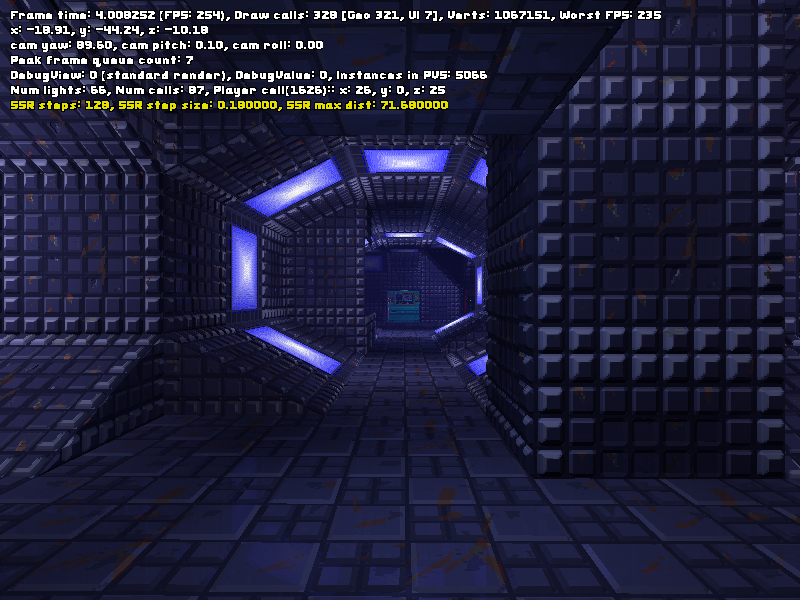 Frame time: 4.008252 (FPS: 254), Draw calls: 328 [Geo 321, UI 7], Verts: 1067151, Worst FPS: 235
x: -18.91, y: -44.24, z: -10.18
cam yaw: 89.60, cam pitch: 0.10, cam roll: 0.00
Peak frame queue count: 7
DebugView: 0 (standard render), DebugValue: 0, Instances in PVS: 5066
Num lights: 66, Num cells: 87, Player cell(1626):: x: 26, y: 0, z: 25
SSR steps: 128, SSR step size: 0.180000, SSR max dist: 71.680000